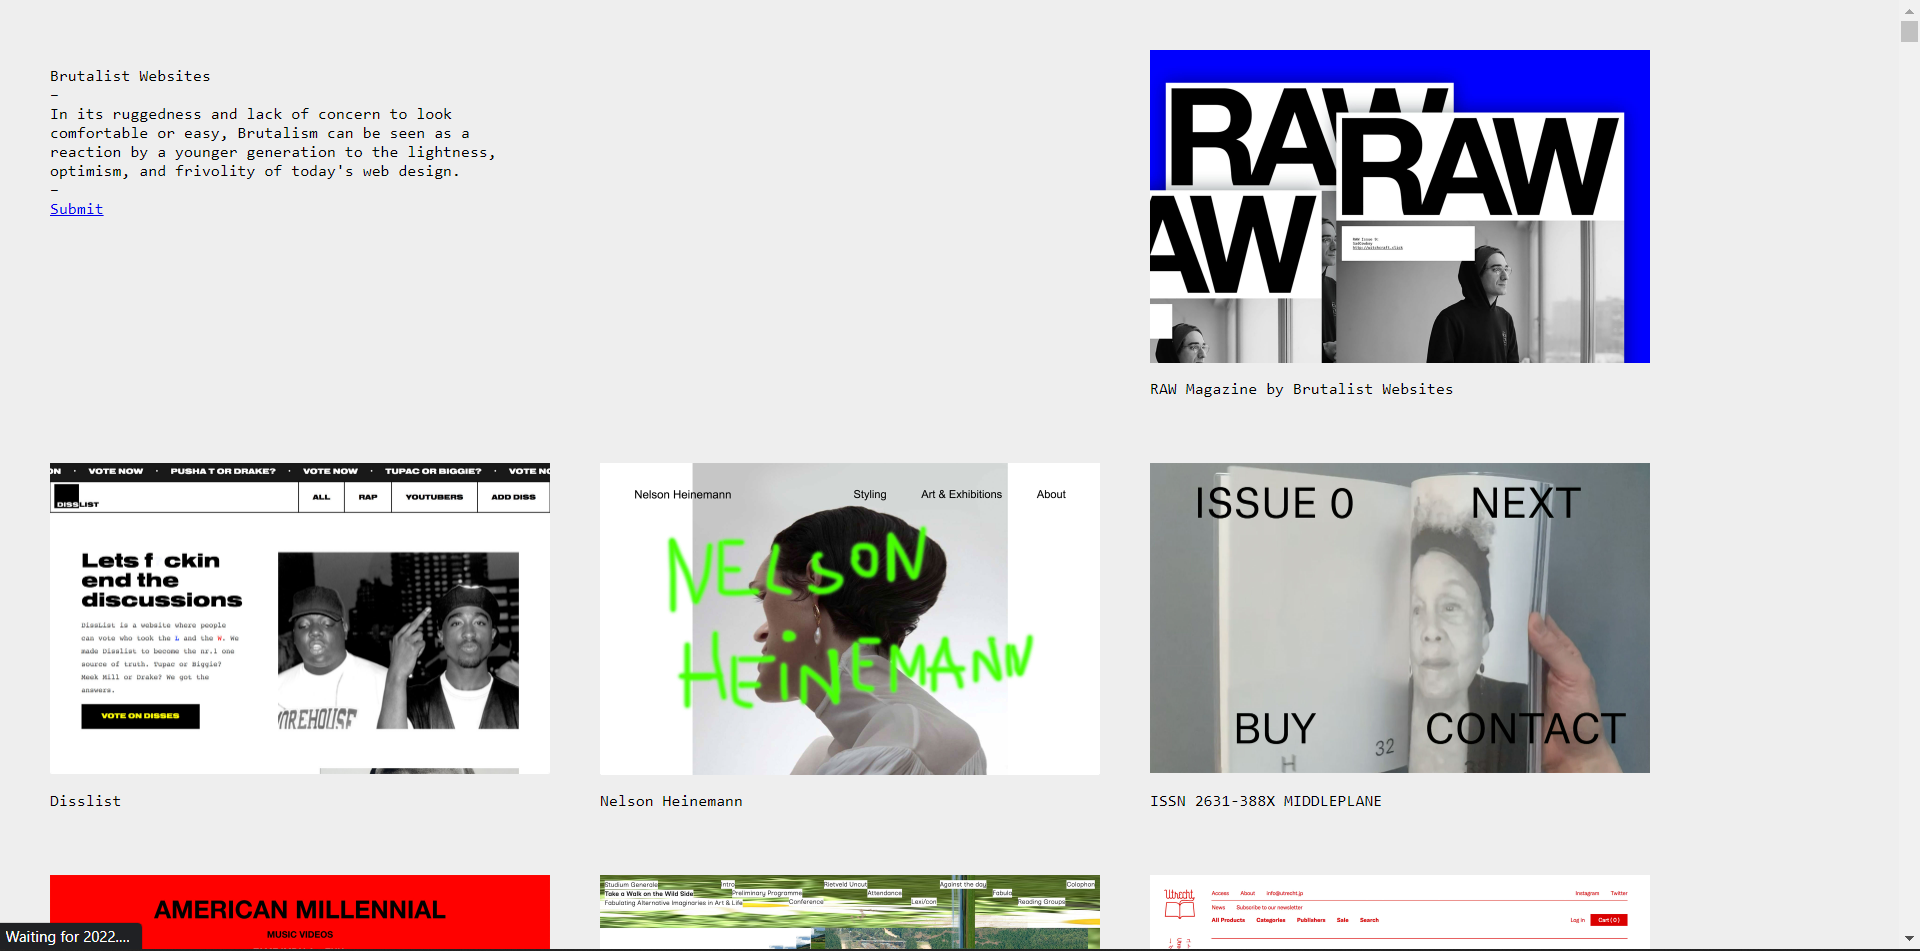 Brutalist Websites
–
In its ruggedness and lack of concern to look
comfortable or easy, Brutalism can be seen as a
reaction by a younger generation to the lightness,
optimism, and frivolity of today's web design.
–
Submit
RAW
RAW
AW
RAW Issue 9:
http://witchcraft.click
RAW Magazine by Brutalist Websites
ON · VOTE NOW · PUSHA T OR DRAKE? · VOTE NOW · TUPAC OR BIGGIE? · VOTE NO
DISSLIST
ALL
RAP
YOUTUBERS
ADD DISS
Lets f ckin
end the
discussions
DissList is a website where people
can vote who took the L and the W. We
made Disslist to become the nr.1 one
source of truth. Tupac or Biggie?
Meek Mill or Drake? We got the
answers.
VOTE ON DISSES
Disslist
Nelson Heinemann
Styling
Art & Exhibitions
About
NELSON
HEINEMANN
Nelson Heinemann
ISSUE 0
NEXT
BUY
CONTACT
32
ISSN 2631-388X MIDDLEPLANE
AMERICAN MILLENNIAL
MUSIC VIDEOS
Studium Generale
Intro
Rietveld Uncut
Against the day
Colophon
Take a Walk on the Wild Side:
Preliminary Programme
Attendance
Fabula
Fabulating Alternative Imaginaries in Art & Life
Conference
Lexi/con
Reading Groups
Utrecht
Access
About
info@utrecht.jp
Instagram
Twitter
News
Subscribe to our newsletter
All Products
Categories
Publishers
Sale
Search
Log in
Cart ( 0 )
Waiting for 2022....